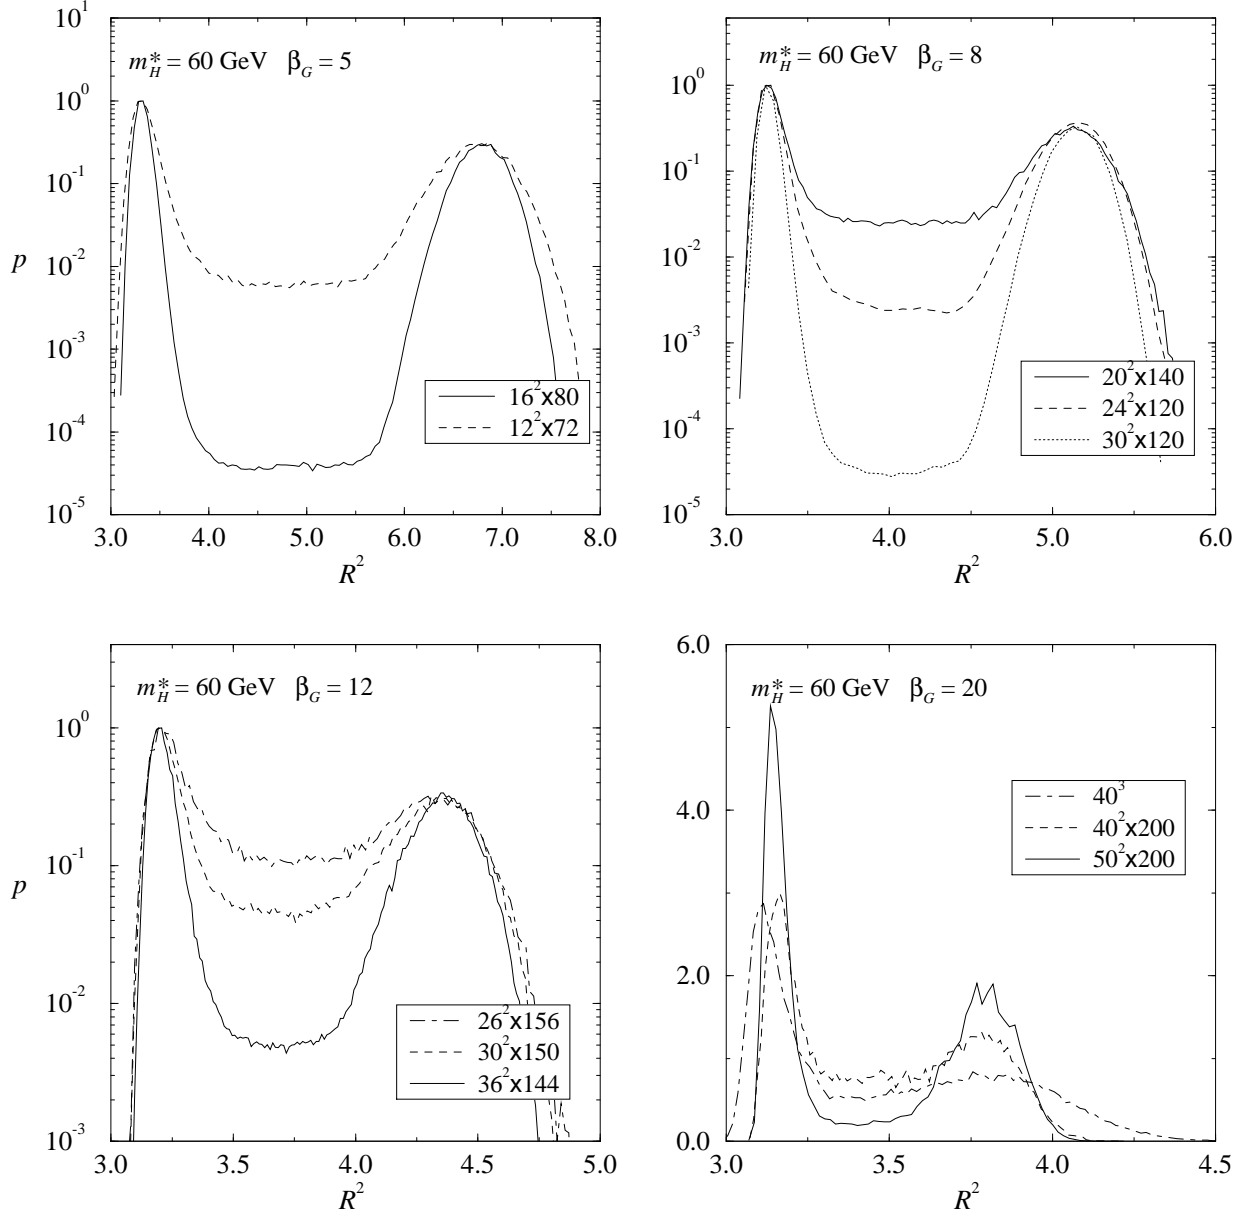 10^1
m_H^* = 60 GeV β_G = 5
10^0
10^-1
p
10^-2
10^-3
10^-4
10^-5
16^2x80
12^2x72
3.0 4.0 5.0 6.0 7.0 8.0
R^2
m_H^* = 60 GeV β_G = 8
10^0
10^-1
10^-2
10^-3
10^-4
10^-5
20^2x140
24^2x120
30^2x120
3.0 4.0 5.0 6.0
R^2
m_H^* = 60 GeV β_G = 12
10^0
10^-1
p
10^-2
10^-3
26^2x156
30^2x150
36^2x144
3.0 3.5 4.0 4.5 5.0
R^2
6.0
m_H^* = 60 GeV β_G = 20
4.0
2.0
0.0
40^3
40^2x200
50^2x200
3.0 3.5 4.0 4.5
R^2